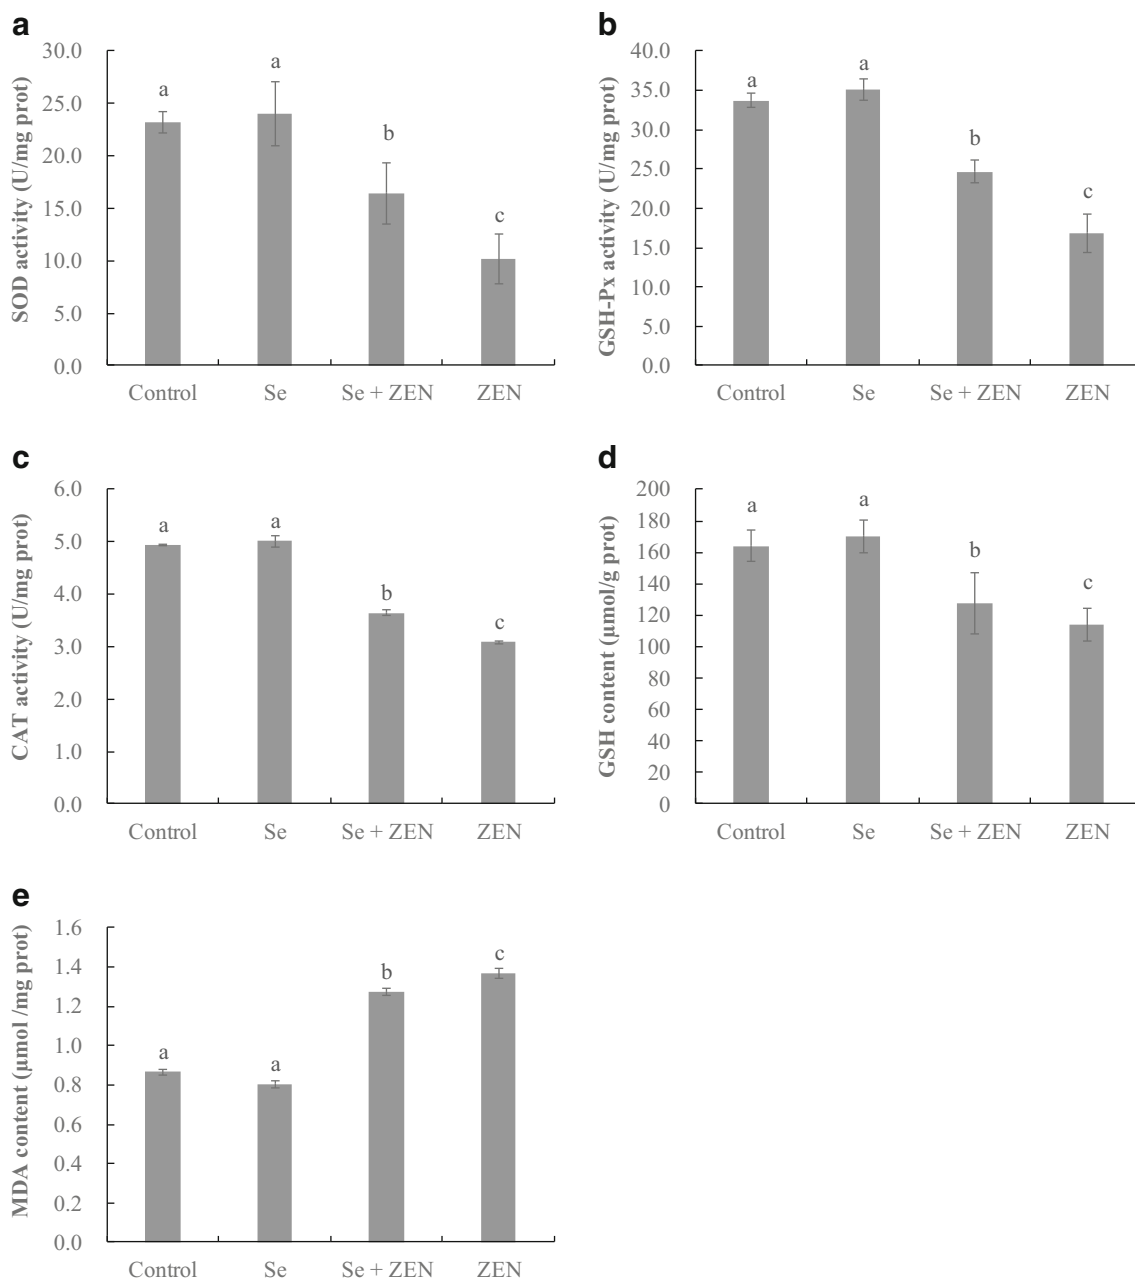 a
SOD activity (U/mg prot)
30.0
25.0
20.0
15.0
10.0
5.0
0.0
a
a
b
c
Control
Se
Se + ZEN
ZEN
b
GSH-Px activity (U/mg prot)
40.0
35.0
30.0
25.0
20.0
15.0
10.0
5.0
0.0
a
a
b
c
Control
Se
Se + ZEN
ZEN
c
CAT activity (U/mg prot)
6.0
5.0
4.0
3.0
2.0
1.0
0.0
a
a
b
c
Control
Se
Se + ZEN
ZEN
d
GSH content (μmol/g prot)
200
180
160
140
120
100
80
60
40
20
0
a
a
b
c
Control
Se
Se + ZEN
ZEN
e
MDA content (μmol /mg prot)
1.6
1.4
1.2
1.0
0.8
0.6
0.4
0.2
0.0
a
a
b
c
Control
Se
Se + ZEN
ZEN